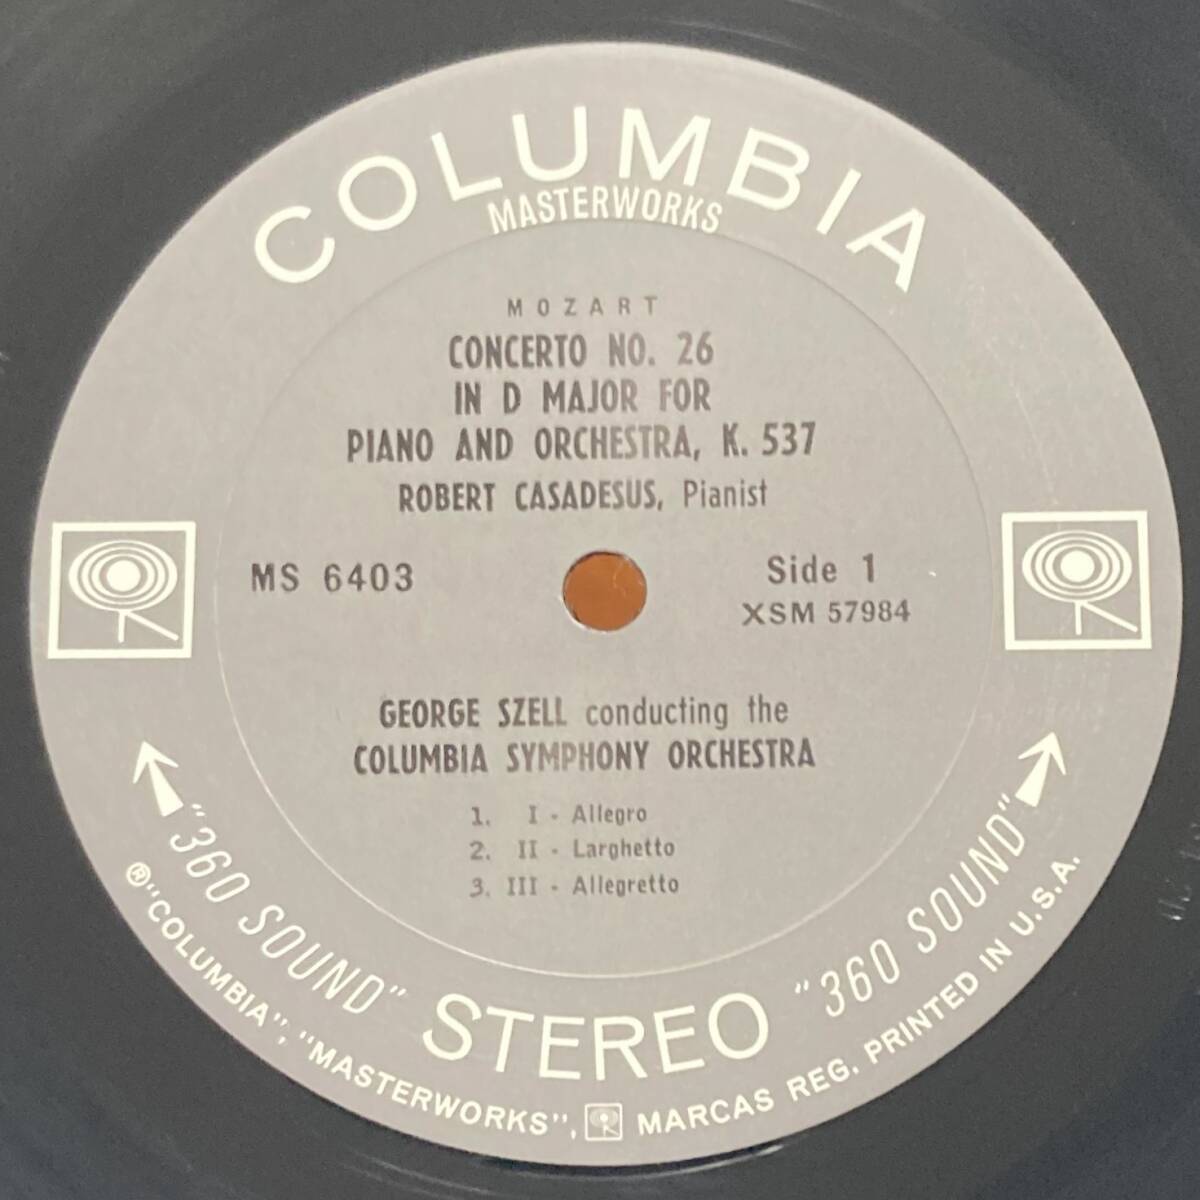 COLUMBIA
MASTERWORKS
MOZART
CONCERTO NO. 26
IN D MAJOR FOR
PIANO AND ORCHESTRA, K. 537
ROBERT CASADESUS, Pianist
MS 6403
Side 1
XSM 57984
GEORGE SZELL conducting the
COLUMBIA SYMPHONY ORCHESTRA
1. I - Allegro
2. II - Larghetto
3. III - Allegretto
"360 SOUND" STEREO "360 SOUND"
®"COLUMBIA", "MASTERWORKS", MARCAS REG. PRINTED IN U.S.A.